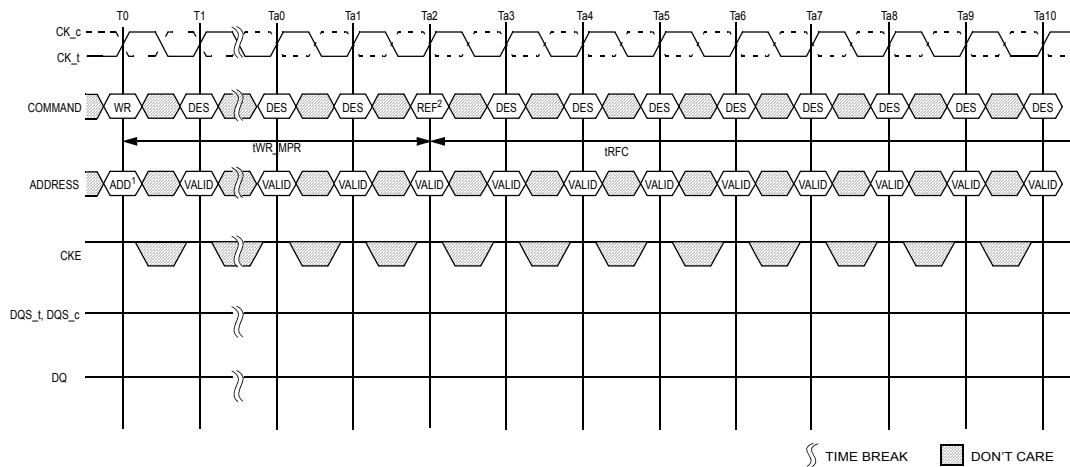 T0 T1 Ta0 Ta1 Ta2 Ta3 Ta4 Ta5 Ta6 Ta7 Ta8 Ta9 Ta10
CK_c
CK_t
COMMAND WR DES DES DES REF2 DES DES DES DES DES DES DES DES
tWR_MPR tRFC
ADDRESS ADD1 VALID VALID VALID VALID VALID VALID VALID VALID VALID VALID VALID VALID
CKE
DQS_t, DQS_c
DQ
TIME BREAK DON'T CARE